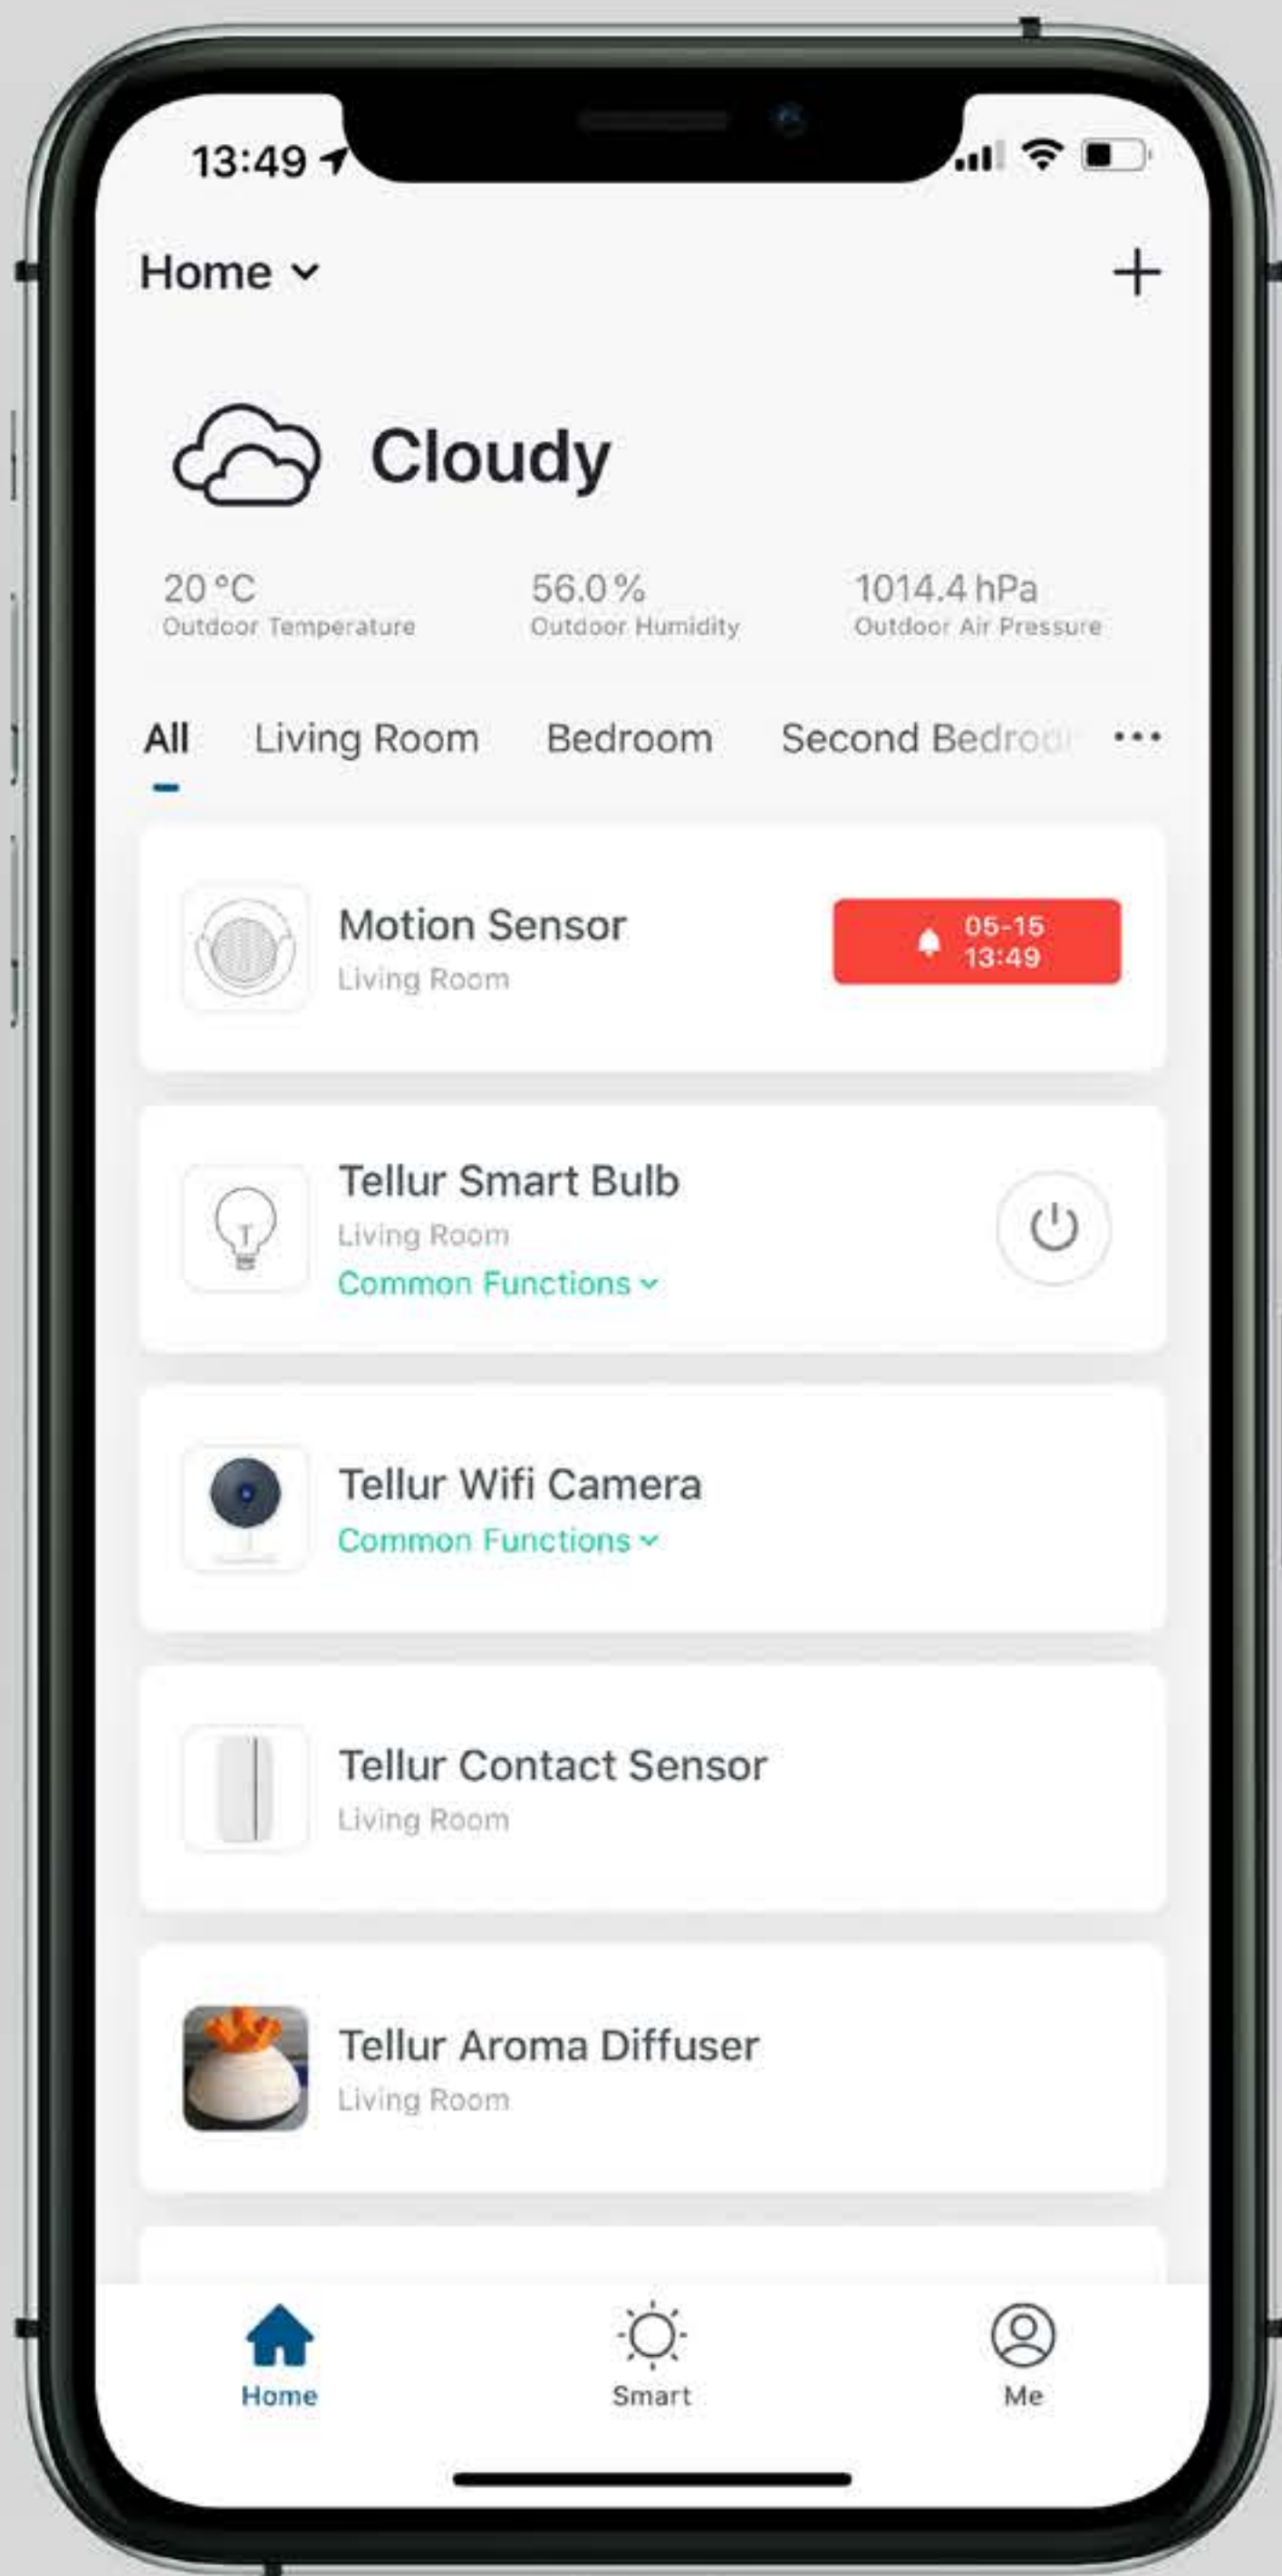 13:49
Home
Cloudy
20 °C
Outdoor Temperature
56.0 %
Outdoor Humidity
1014.4 hPa
Outdoor Air Pressure
All
Living Room
Bedroom
Second
Motion Sensor
Living Room
05-15
13:49
Tellur Smart Bulb
Living Room
Common Functions
Tellur Wifi Camera
Common Functions
Tellur Contact Sensor
Living Room
Tellur Aroma Diffuser
Living Room
Home
Smart
Me